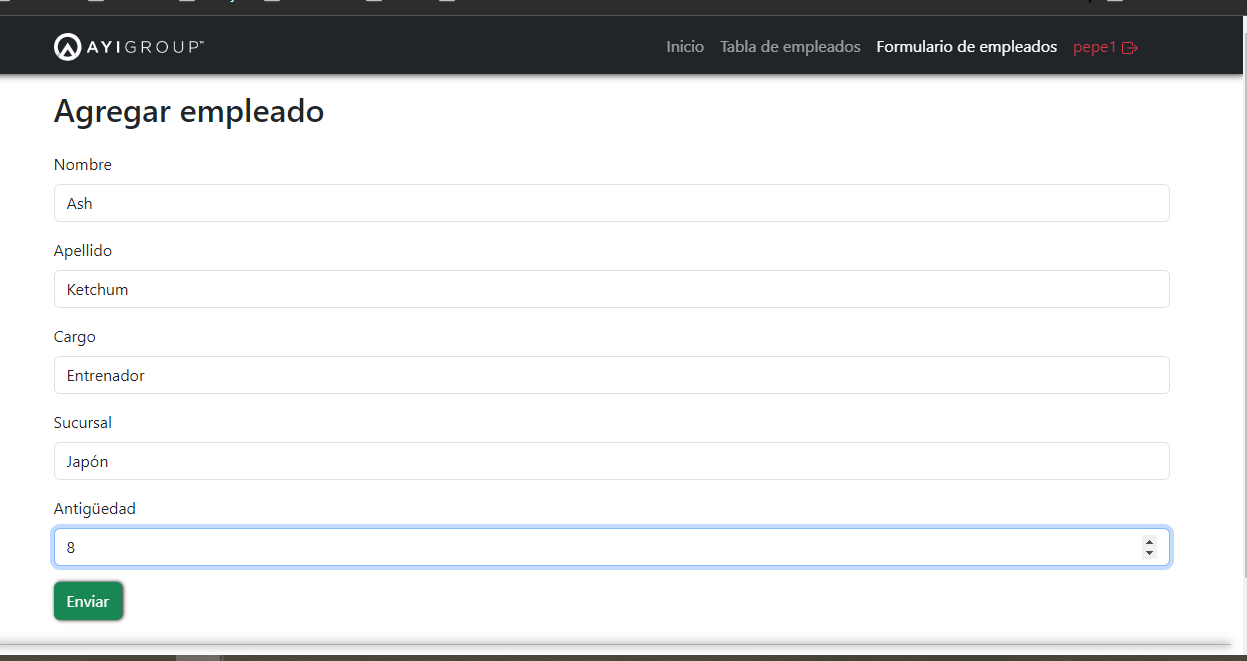 AYIGROUP™ Inicio Tabla de empleados Formulario de empleados pepe1
Agregar empleado
Nombre
Ash
Apellido
Ketchum
Cargo
Entrenador
Sucursal
Japón
Antigüedad
8
Enviar